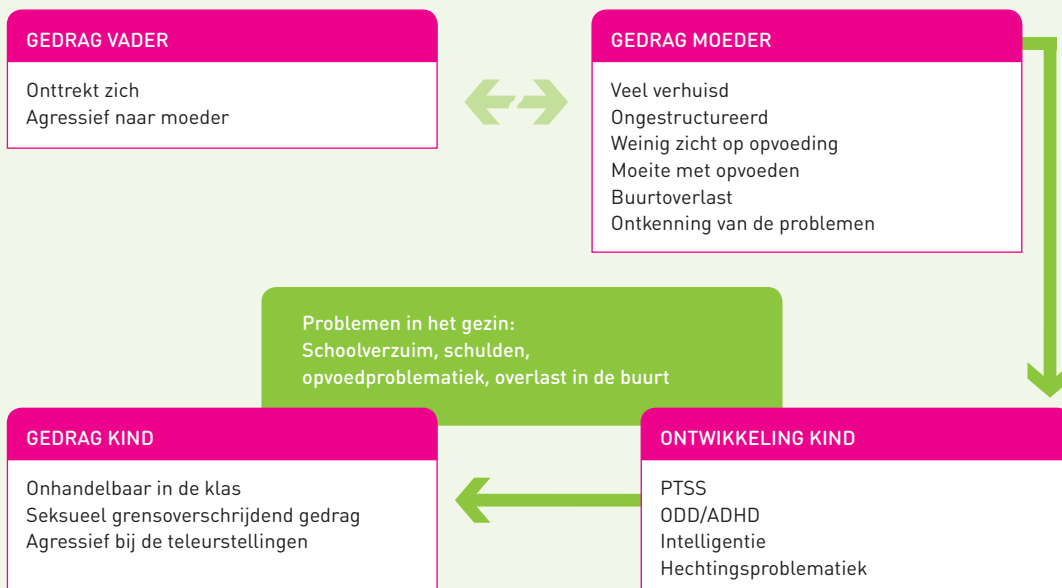 GEDRAG VADER
Onttrekt zich
Agressief naar moeder
GEDRAG MOEDER
Veel verhuisd
Ongestructureerd
Weinig zicht op opvoeding
Moeite met opvoeden
Buurtoverlast
Ontkenning van de problemen
Problemen in het gezin:
Schoolverzuim, schulden,
opvoedproblematiek, overlast in de buurt
GEDRAG KIND
Onhandelbaar in de klas
Seksueel grensoverschrijdend gedrag
Agressief bij de teleurstellingen
ONTWIKKELING KIND
PTSS
ODD/ADHD
Intelligentie
Hechtingsproblematiek